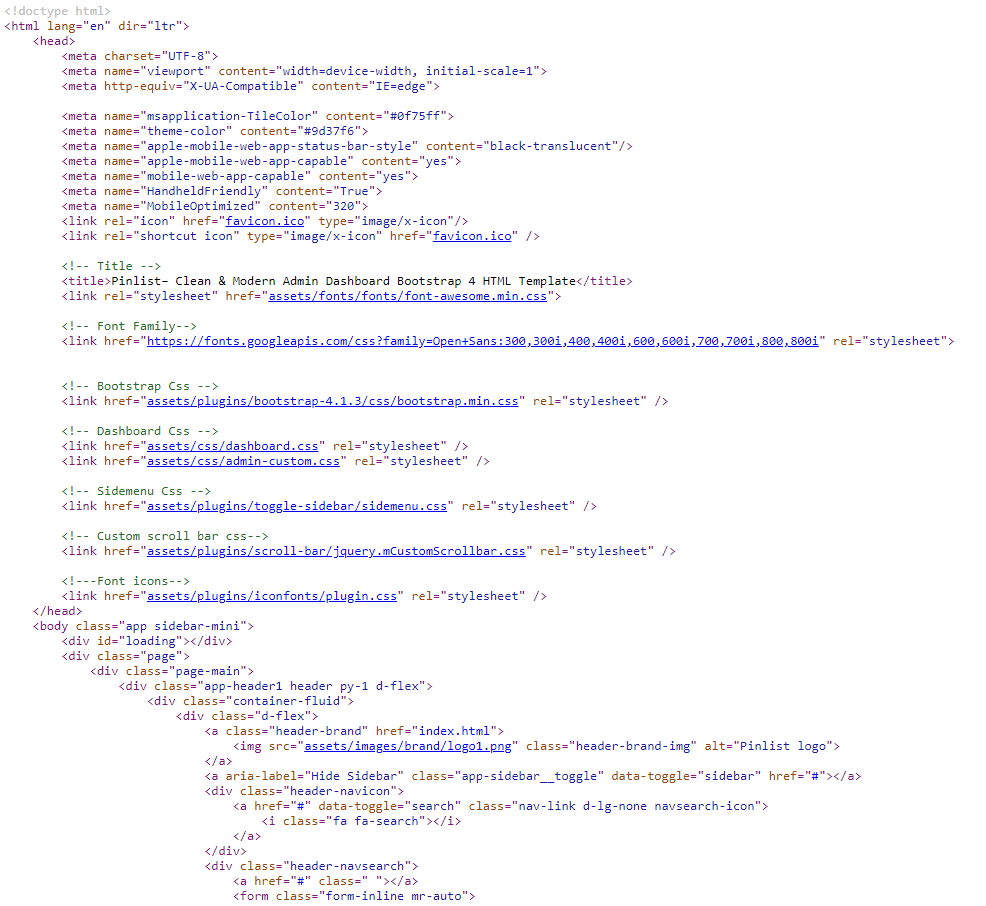 <!doctype html>
<html lang="en" dir="ltr">
<head>
<meta charset="UTF-8">
<meta name="viewport" content="width=device-width, initial-scale=1">
<meta http-equiv="X-UA-Compatible" content="IE=edge">
<meta name="msapplication-TileColor" content="#0f75ff">
<meta name="theme-color" content="#9d37f6">
<meta name="apple-mobile-web-app-status-bar-style" content="black-translucent"/>
<meta name="apple-mobile-web-app-capable" content="yes">
<meta name="mobile-web-app-capable" content="yes">
<meta name="HandheldFriendly" content="True">
<meta name="MobileOptimized" content="320">
<link rel="icon" href="favicon.ico" type="image/x-icon"/>
<link rel="shortcut icon" type="image/x-icon" href="favicon.ico" />
<!-- Title -->
<title>Pinlist– Clean & Modern Admin Dashboard Bootstrap 4 HTML Template</title>
<link rel="stylesheet" href="assets/fonts/fonts/font-awesome.min.css">
<!-- Font Family-->
<link href="https://fonts.googleapis.com/css?family=Open+Sans:300,300i,400,400i,600,600i,700,700i,800,800i" rel="stylesheet">
<!-- Bootstrap Css -->
<link href="assets/plugins/bootstrap-4.1.3/css/bootstrap.min.css" rel="stylesheet" />
<!-- Dashboard Css -->
<link href="assets/css/dashboard.css" rel="stylesheet" />
<link href="assets/css/admin-custom.css" rel="stylesheet" />
<!-- Sidemenu Css -->
<link href="assets/plugins/toggle-sidebar/sidemenu.css" rel="stylesheet" />
<!-- Custom scroll bar css-->
<link href="assets/plugins/scroll-bar/jquery.mCustomScrollbar.css" rel="stylesheet" />
<!---Font icons-->
<link href="assets/plugins/iconfonts/plugin.css" rel="stylesheet" />
</head>
<body class="app sidebar-mini">
<div id="loading"></div>
<div class="page">
<div class="page-main">
<div class="app-header1 header py-1 d-flex">
<div class="container-fluid">
<div class="d-flex">
<a class="header-brand" href="index.html">
<img src="assets/images/brand/logo1.png" class="header-brand-img" alt="Pinlist logo">
</a>
<a aria-label="Hide Sidebar" class="app-sidebar__toggle" data-toggle="sidebar" href="#"></a>
<div class="header-navicon">
<a href="#" data-toggle="search" class="nav-link d-lg-none navsearch-icon">
<i class="fa fa-search"></i>
</a>
</div>
<div class="header-navsearch">
<a href="#" class=" "></a>
<form class="form-inline mr-auto">